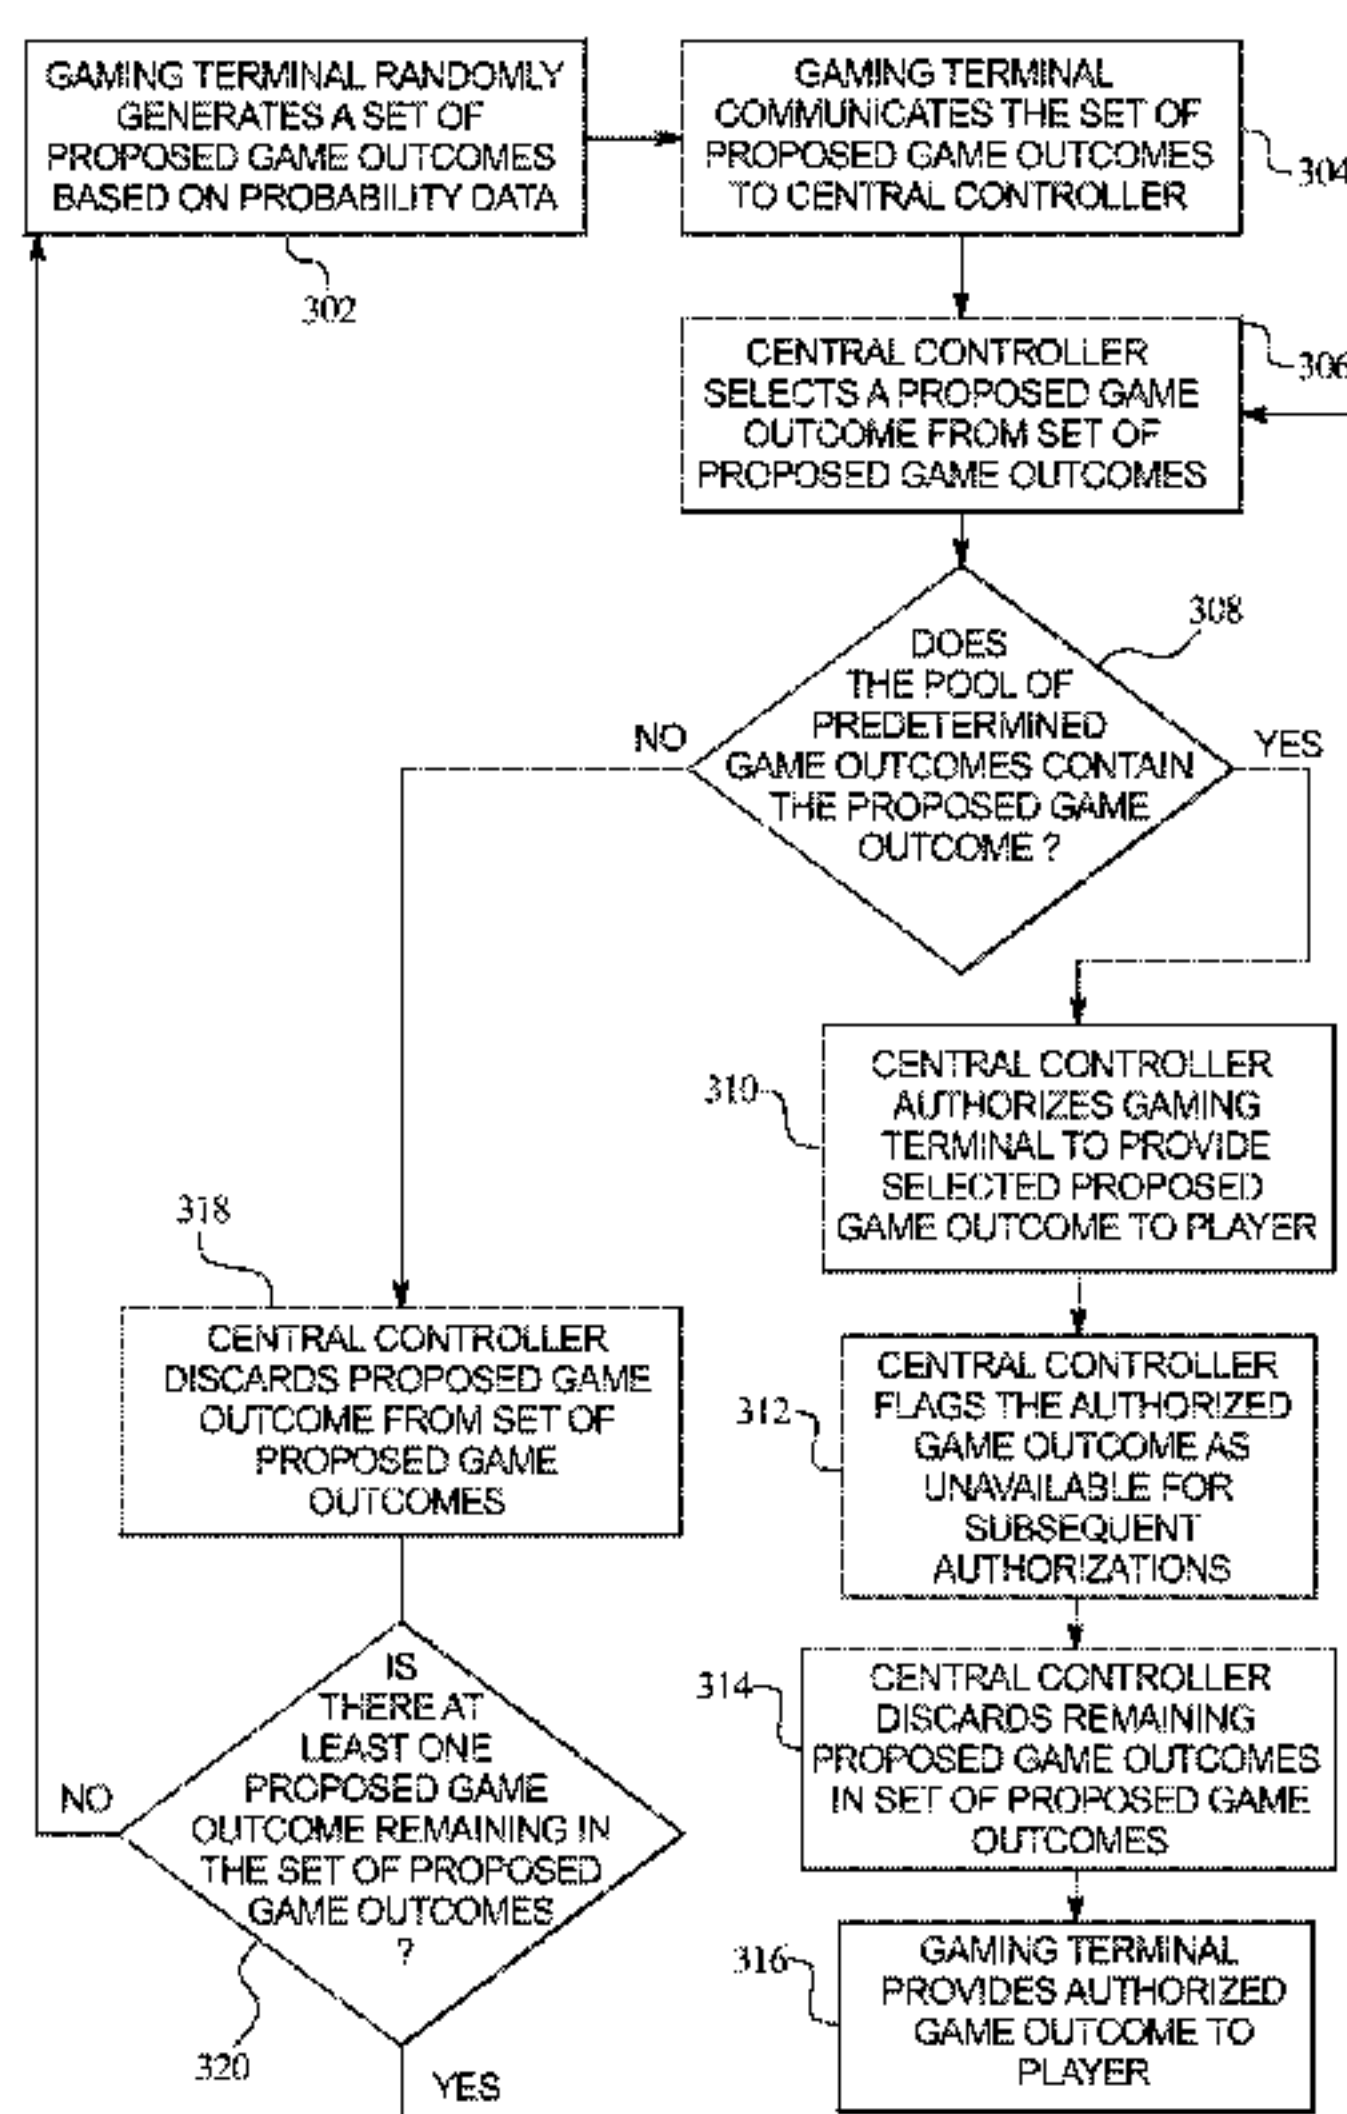 GAMING TERMINAL RANDOMLY
GENERATES A SET OF
PROPOSED GAME OUTCOMES
BASED ON PROBABILITY DATA
302
GAMING TERMINAL
COMMUNICATES THE SET OF
PROPOSED GAME OUTCOMES
TO CENTRAL CONTROLLER
304
CENTRAL CONTROLLER
SELECTS A PROPOSED GAME
OUTCOME FROM SET OF
PROPOSED GAME OUTCOMES
306
DOES
THE POOL OF
PREDETERMINED
GAME OUTCOMES CONTAIN
THE PROPOSED GAME
OUTCOME ?
308
NO
YES
CENTRAL CONTROLLER
AUTHORIZES GAMING
TERMINAL TO PROVIDE
SELECTED PROPOSED
GAME OUTCOME TO PLAYER
310
CENTRAL CONTROLLER
FLAGS THE AUTHORIZED
GAME OUTCOME AS
UNAVAILABLE FOR
SUBSEQUENT
AUTHORIZATIONS
312
CENTRAL CONTROLLER
DISCARDS REMAINING
PROPOSED GAME OUTCOMES
IN SET OF PROPOSED GAME
OUTCOMES
314
GAMING TERMINAL
PROVIDES AUTHORIZED
GAME OUTCOME TO
PLAYER
316
318
CENTRAL CONTROLLER
DISCARDS PROPOSED GAME
OUTCOME FROM SET OF
PROPOSED GAME
OUTCOMES
IS
THERE AT
LEAST ONE
PROPOSED GAME
OUTCOME REMAINING IN
THE SET OF PROPOSED
GAME OUTCOMES
?
NO
320
YES